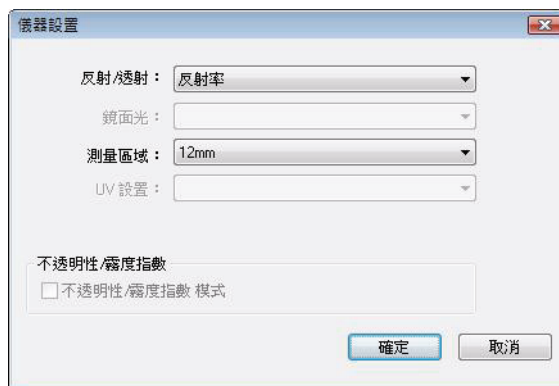 儀器設置
反射/透射： 反射率
鏡面光：
測量區域： 12mm
UV 設置：
不透明性/霧度指數
不透明性/霧度指數 模式
確定 取消